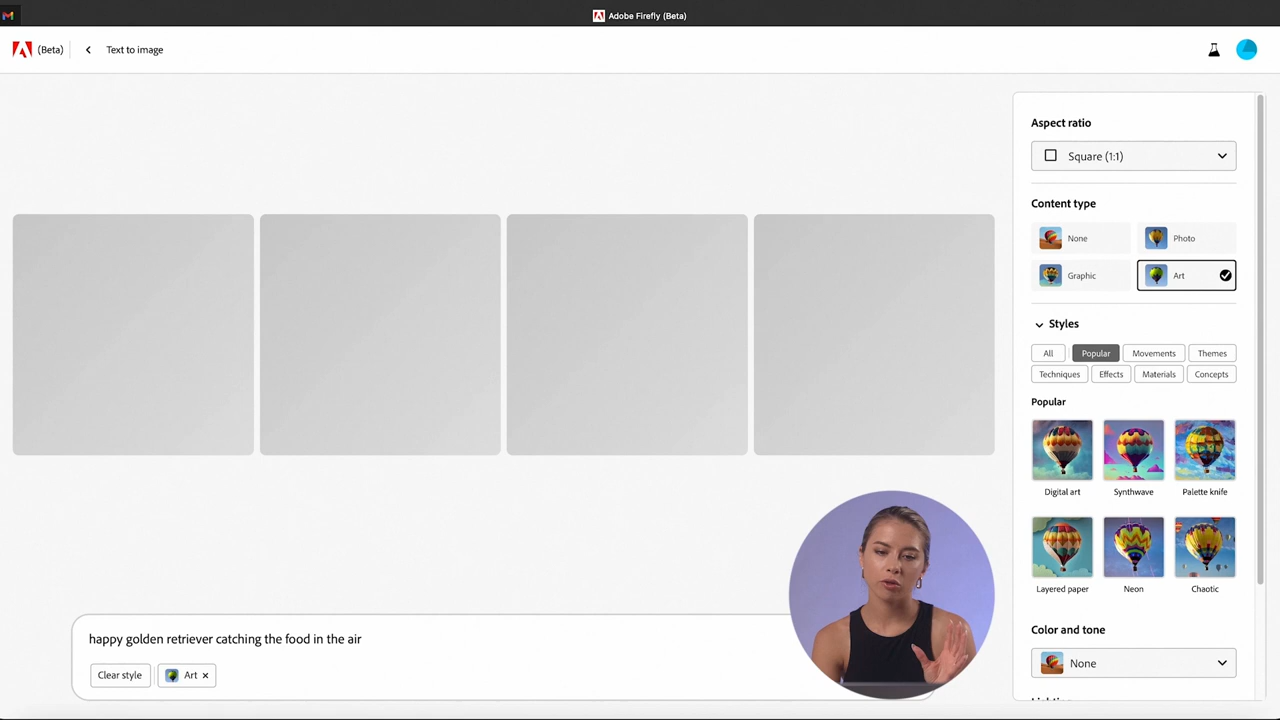 Adobe Firefly (Beta)
(Beta)
Text to image
Aspect ratio
Square (1:1)
Content type
None
Photo
Graphic
Art
Styles
All
Popular
Movements
Themes
Techniques
Effects
Materials
Concepts
Popular
Digital art
Synthwave
Palette knife
Layered paper
Neon
Chaotic
Color and tone
None
happy golden retriever catching the food in the air
Clear style
Art